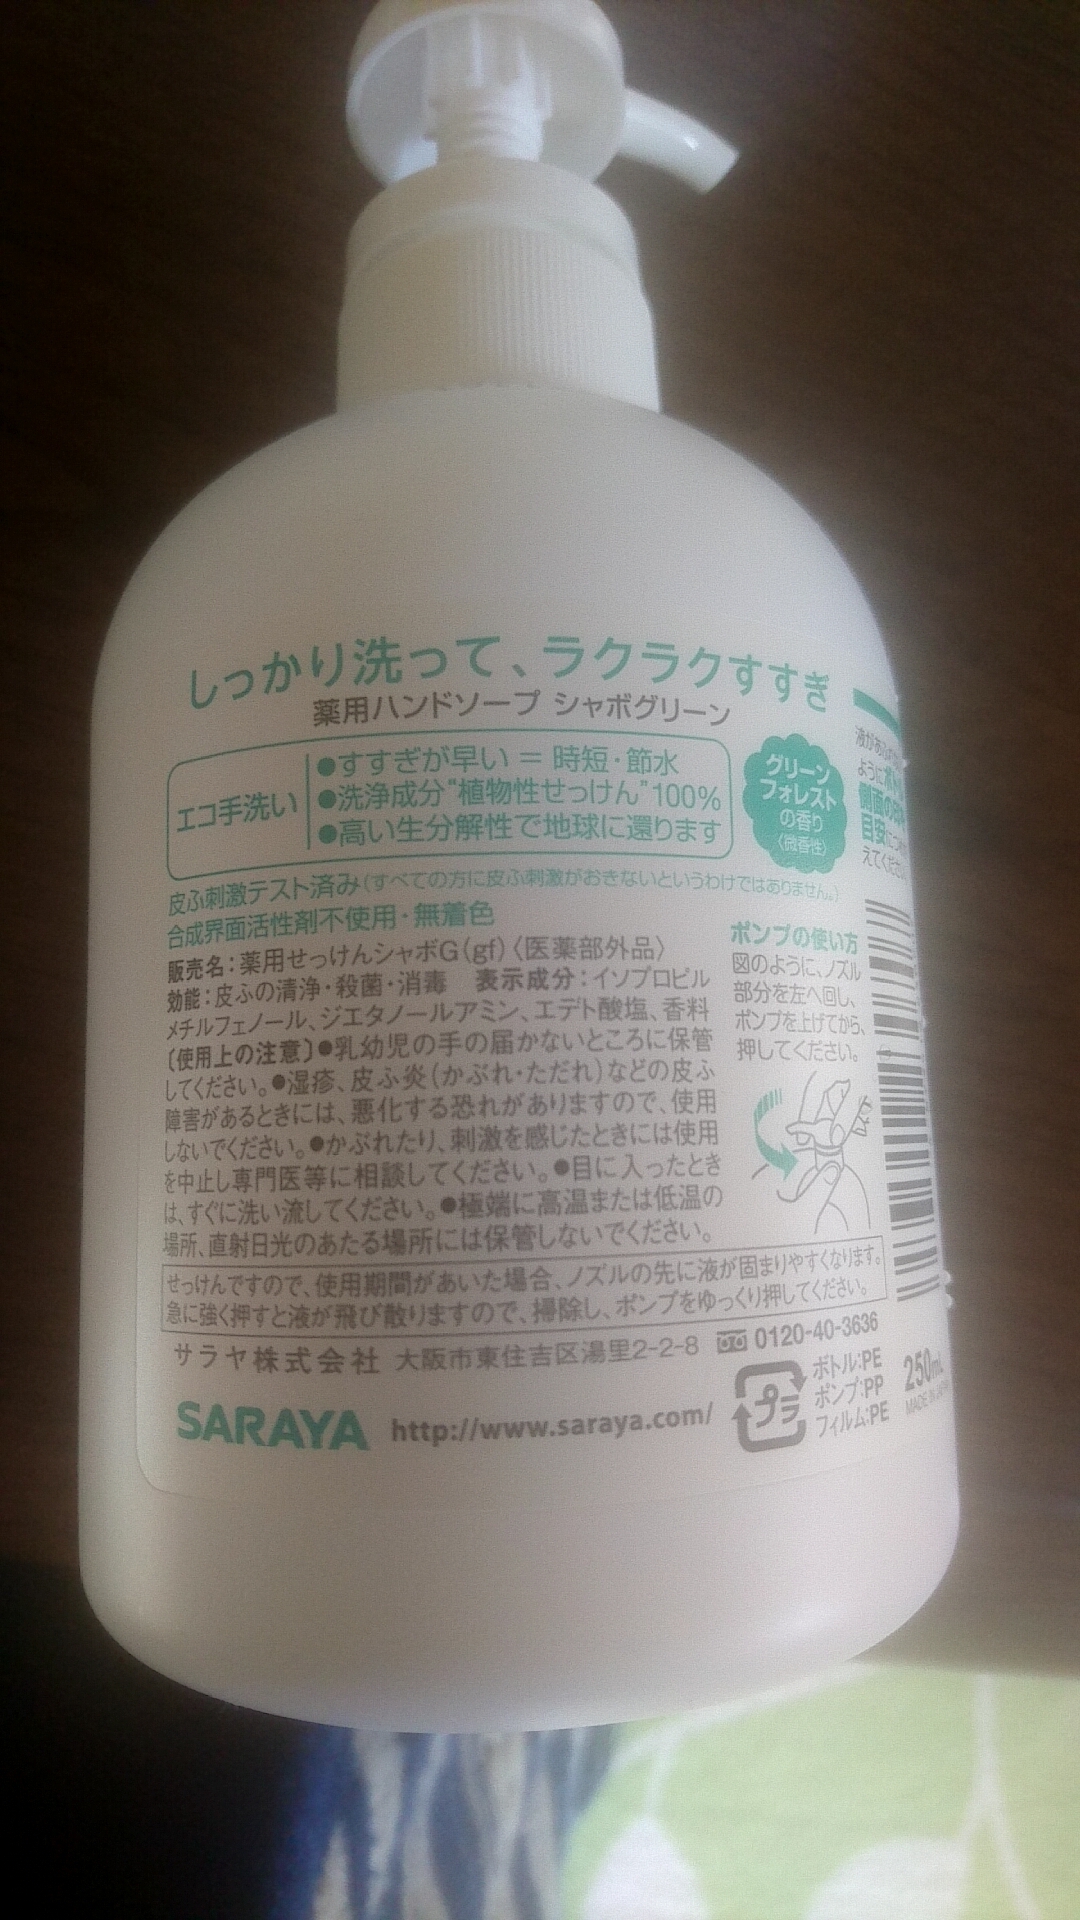 しっかり洗って、ラクラクすすぎ
薬用ハンドソープ シャボグリーン
エコ手洗い
●すすぎが早い = 時短・節水
●洗浄成分"植物性せっけん"100%
●高い生分解性で地球に還ります
グリーン
フォレスト
の香り
〈微香性〉
皮ふ刺激テスト済み(すべての方に皮ふ刺激がおきないというわけではありません。)
合成界面活性剤不使用・無着色
販売名:薬用せっけんシャボG(gf)〈医薬部外品〉
効能:皮ふの清浄・殺菌・消毒 表示成分:イソプロピル
メチルフェノール、ジエタノールアミン、エデト酸塩、香料
〔使用上の注意〕●乳幼児の手の届かないところに保管
してください。●湿疹、皮ふ炎(かぶれ・ただれ)などの皮ふ
障害があるときには、悪化する恐れがありますので、使用
しないでください。●かぶれたり、刺激を感じたときには使用
を中止し専門医等に相談してください。●目に入ったとき
は、すぐに洗い流してください。●極端に高温または低温の
場所、直射日光のあたる場所には保管しないでください。
ポンプの使い方
図のように、ノズル
部分を左へ回し、
ポンプを上げてから、
押してください。
せっけんですので、使用期間があいた場合、ノズルの先に液が固まりやすくなります。
急に強く押すと液が飛び散りますので、掃除し、ポンプをゆっくり押してください。
サラヤ株式会社 大阪市東住吉区湯里2-2-8 0120-40-3636
SARAYA http://www.saraya.com/
プラ
ボトル:PE
ポンプ:PP
フィルム:PE
250mL
MADE IN
液があふ
ように
側面の
目安に
えてくださ